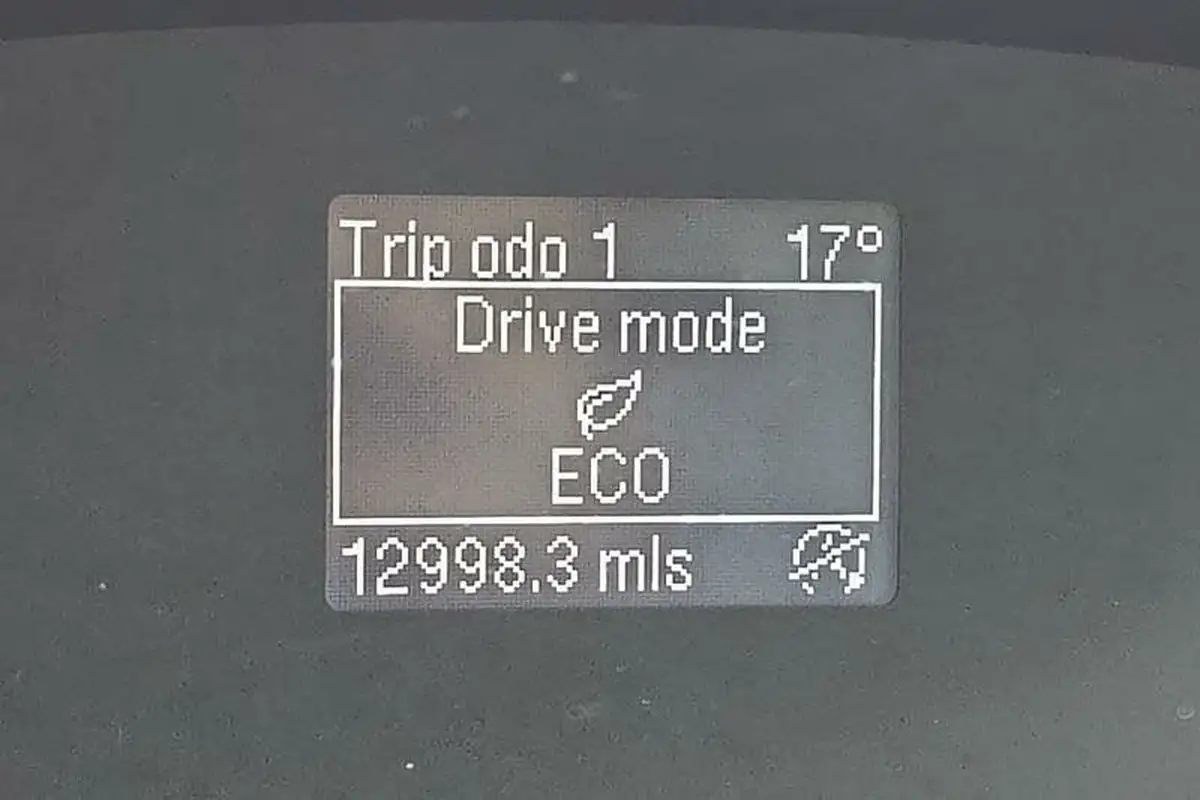 Trip odo 1 17°
Drive mode
ECO
12998.3 mls